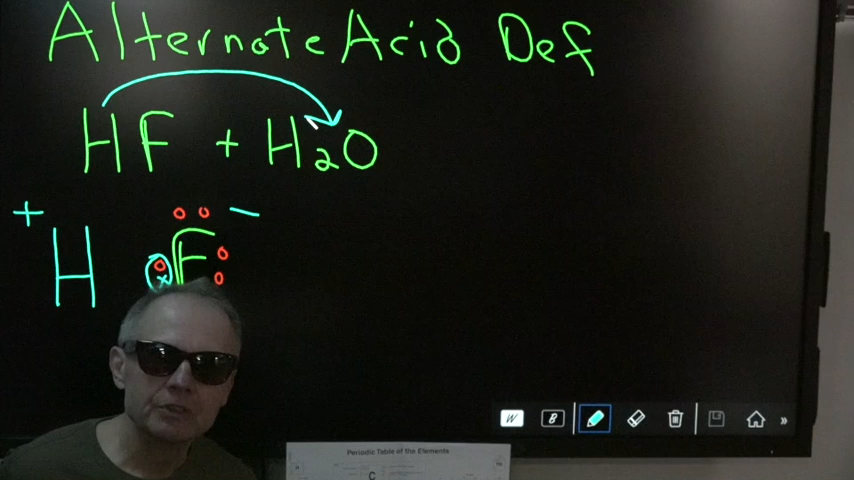 Alternate Acid Def
HF + H₂O
+ −
H F
x
W B »
Periodic Table of the Elements
C